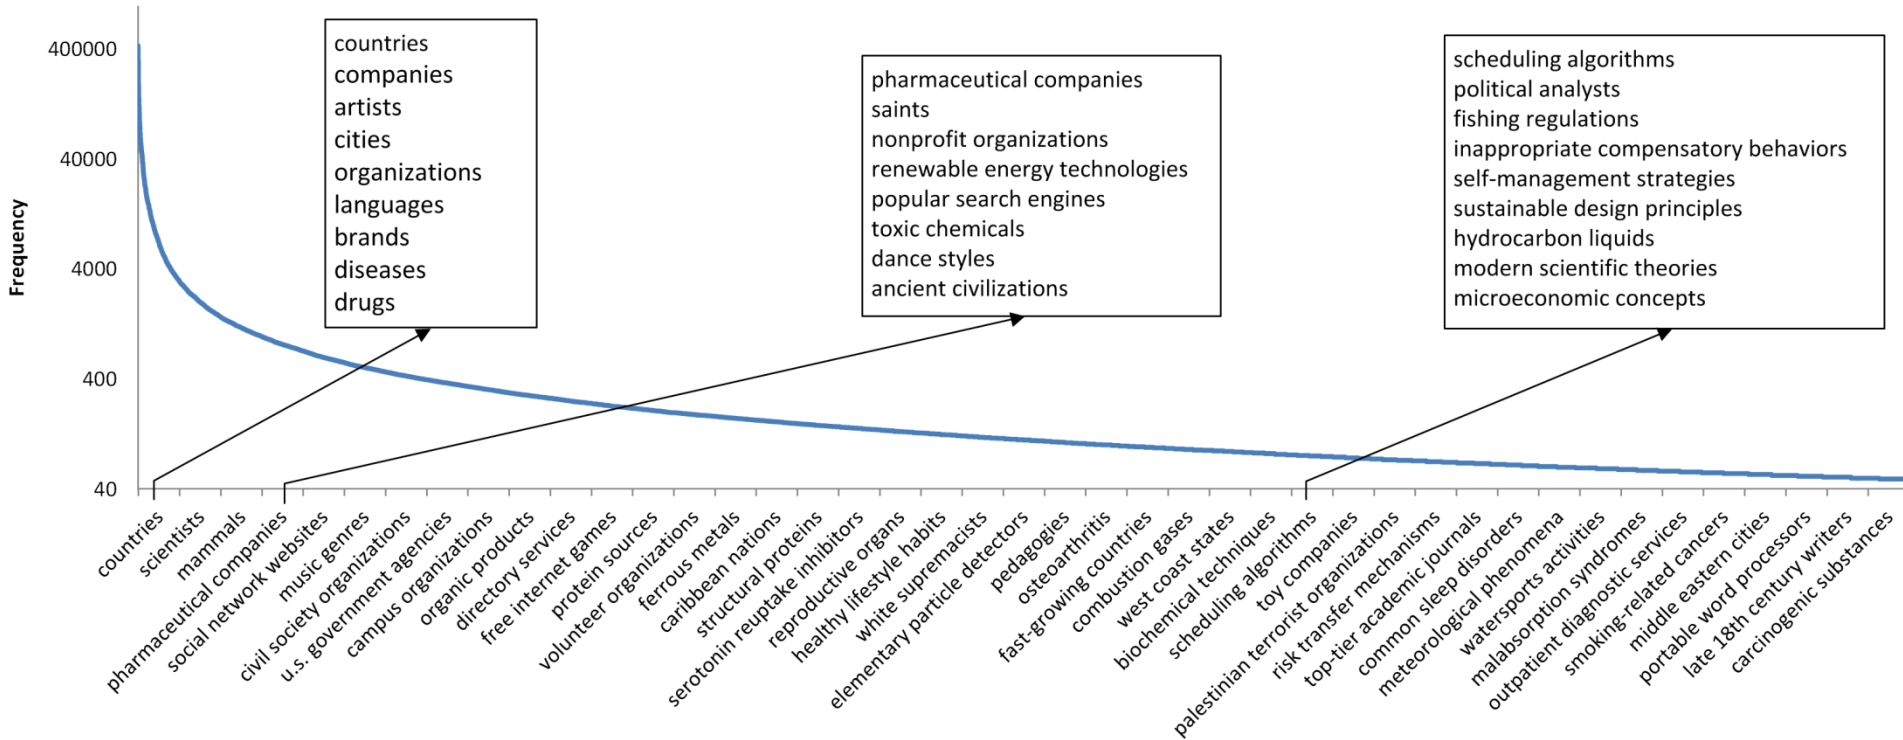 400000
40000
4000
400
40
Frequency
countries
companies
artists
cities
organizations
languages
brands
diseases
drugs
pharmaceutical companies
saints
nonprofit organizations
renewable energy technologies
popular search engines
toxic chemicals
dance styles
ancient civilizations
scheduling algorithms
political analysts
fishing regulations
inappropriate compensatory behaviors
self-management strategies
sustainable design principles
hydrocarbon liquids
modern scientific theories
microeconomic concepts
countries
scientists
mammals
pharmaceutical companies
social network websites
music genres
civil society organizations
u.s. government agencies
campus organizations
organic products
directory services
free internet games
protein sources
volunteer organizations
ferrous metals
caribbean nations
structural proteins
serotonin reuptake inhibitors
reproductive organs
healthy lifestyle habits
white supremacists
elementary particle detectors
pedagogies
osteoarthritis
fast-growing countries
combustion gases
west coast states
biochemical techniques
scheduling algorithms
toy companies
palestinian terrorist organizations
risk transfer mechanisms
top-tier academic journals
common sleep disorders
meteorological phenomena
watersports activities
malabsorption syndromes
outpatient diagnostic services
smoking-related cancers
middle eastern cities
portable word processors
late 18th century writers
carcinogenic substances